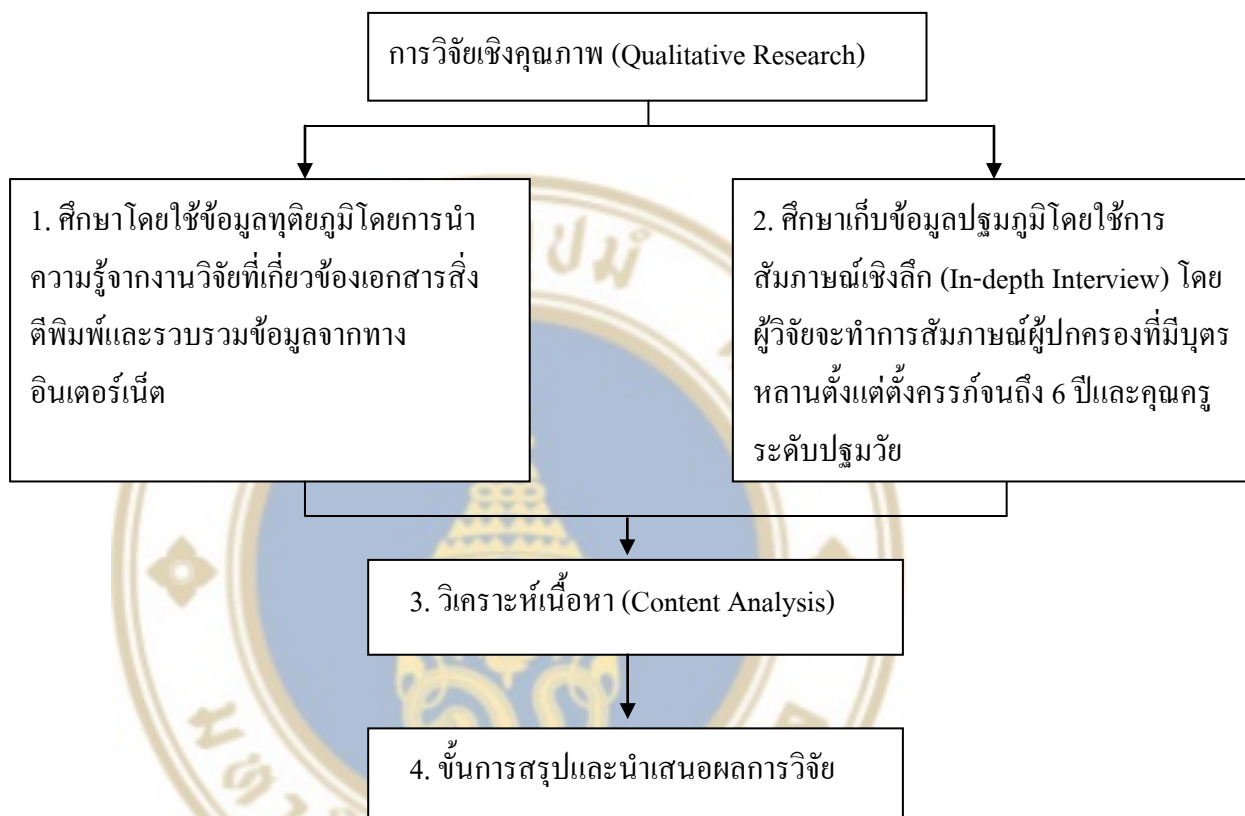 การวิจัยเชิงคุณภาพ (Qualitative Research)
1. ศึกษาโดยใช้ข้อมูลทุติยภูมิโดยการนำ
ความรู้จากงานวิจัยที่เกี่ยวข้องเอกสารสิ่ง
ตีพิมพ์และรวบรวมข้อมูลจากทาง
อินเตอร์เน็ต
2. ศึกษาเก็บข้อมูลปฐมภูมิโดยใช้การ
สัมภาษณ์เชิงลึก (In-depth Interview) โดย
ผู้วิจัยจะทำการสัมภาษณ์ผู้ปกครองที่มีบุตร
หลานตั้งแต่ตั้งครรภ์จนถึง 6 ปีและคุณครู
ระดับปฐมวัย
3. วิเคราะห์เนื้อหา (Content Analysis)
4. ขั้นการสรุปและนำเสนอผลการวิจัย